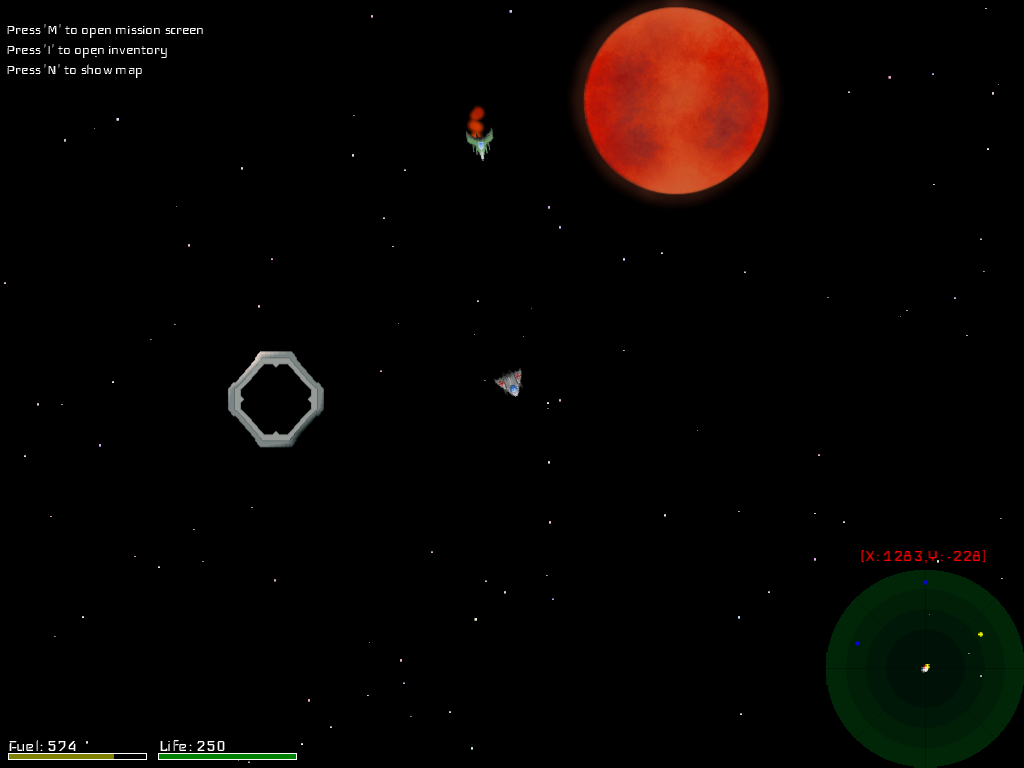 Press 'M' to open mission screen
Press 'I' to open inventory
Press 'N' to show map
[X: 1283,Y: -228]
Fuel: 574
Life: 250